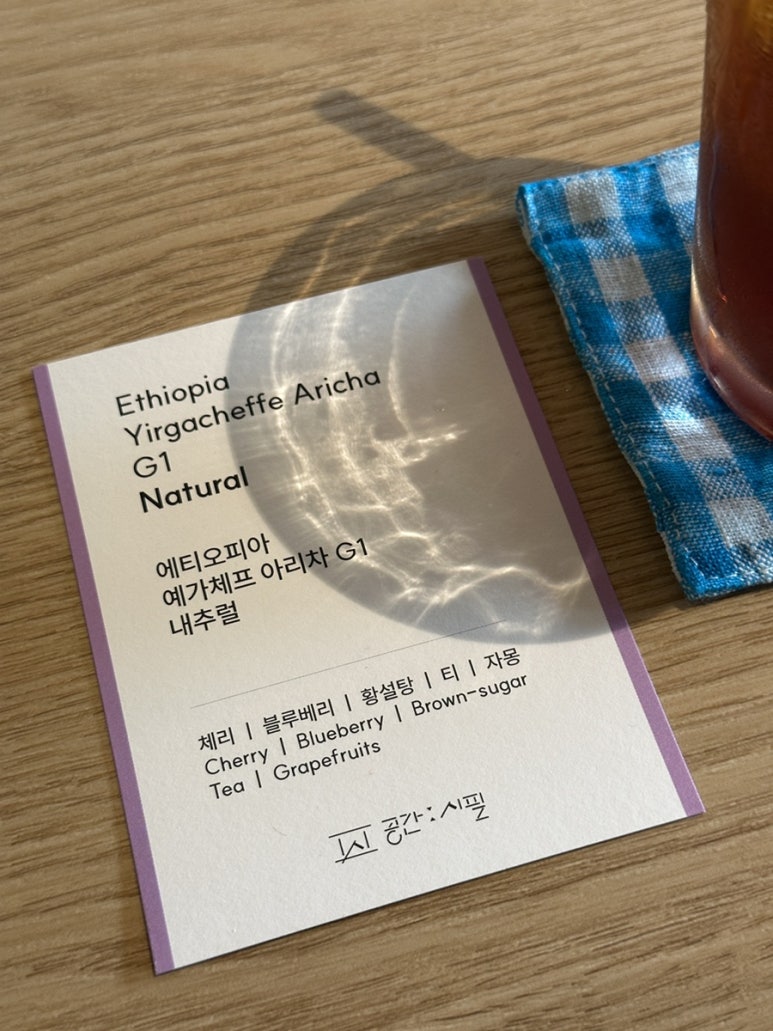 Ethiopia
Yirgacheffe Aricha
G1
Natural
에티오피아
예가체프 아리차 G1
내추럴
체리 | 블루베리 | 황설탕 | 티 | 자몽
Cherry | Blueberry | Brown-sugar
Tea | Grapefruits
공간:시필